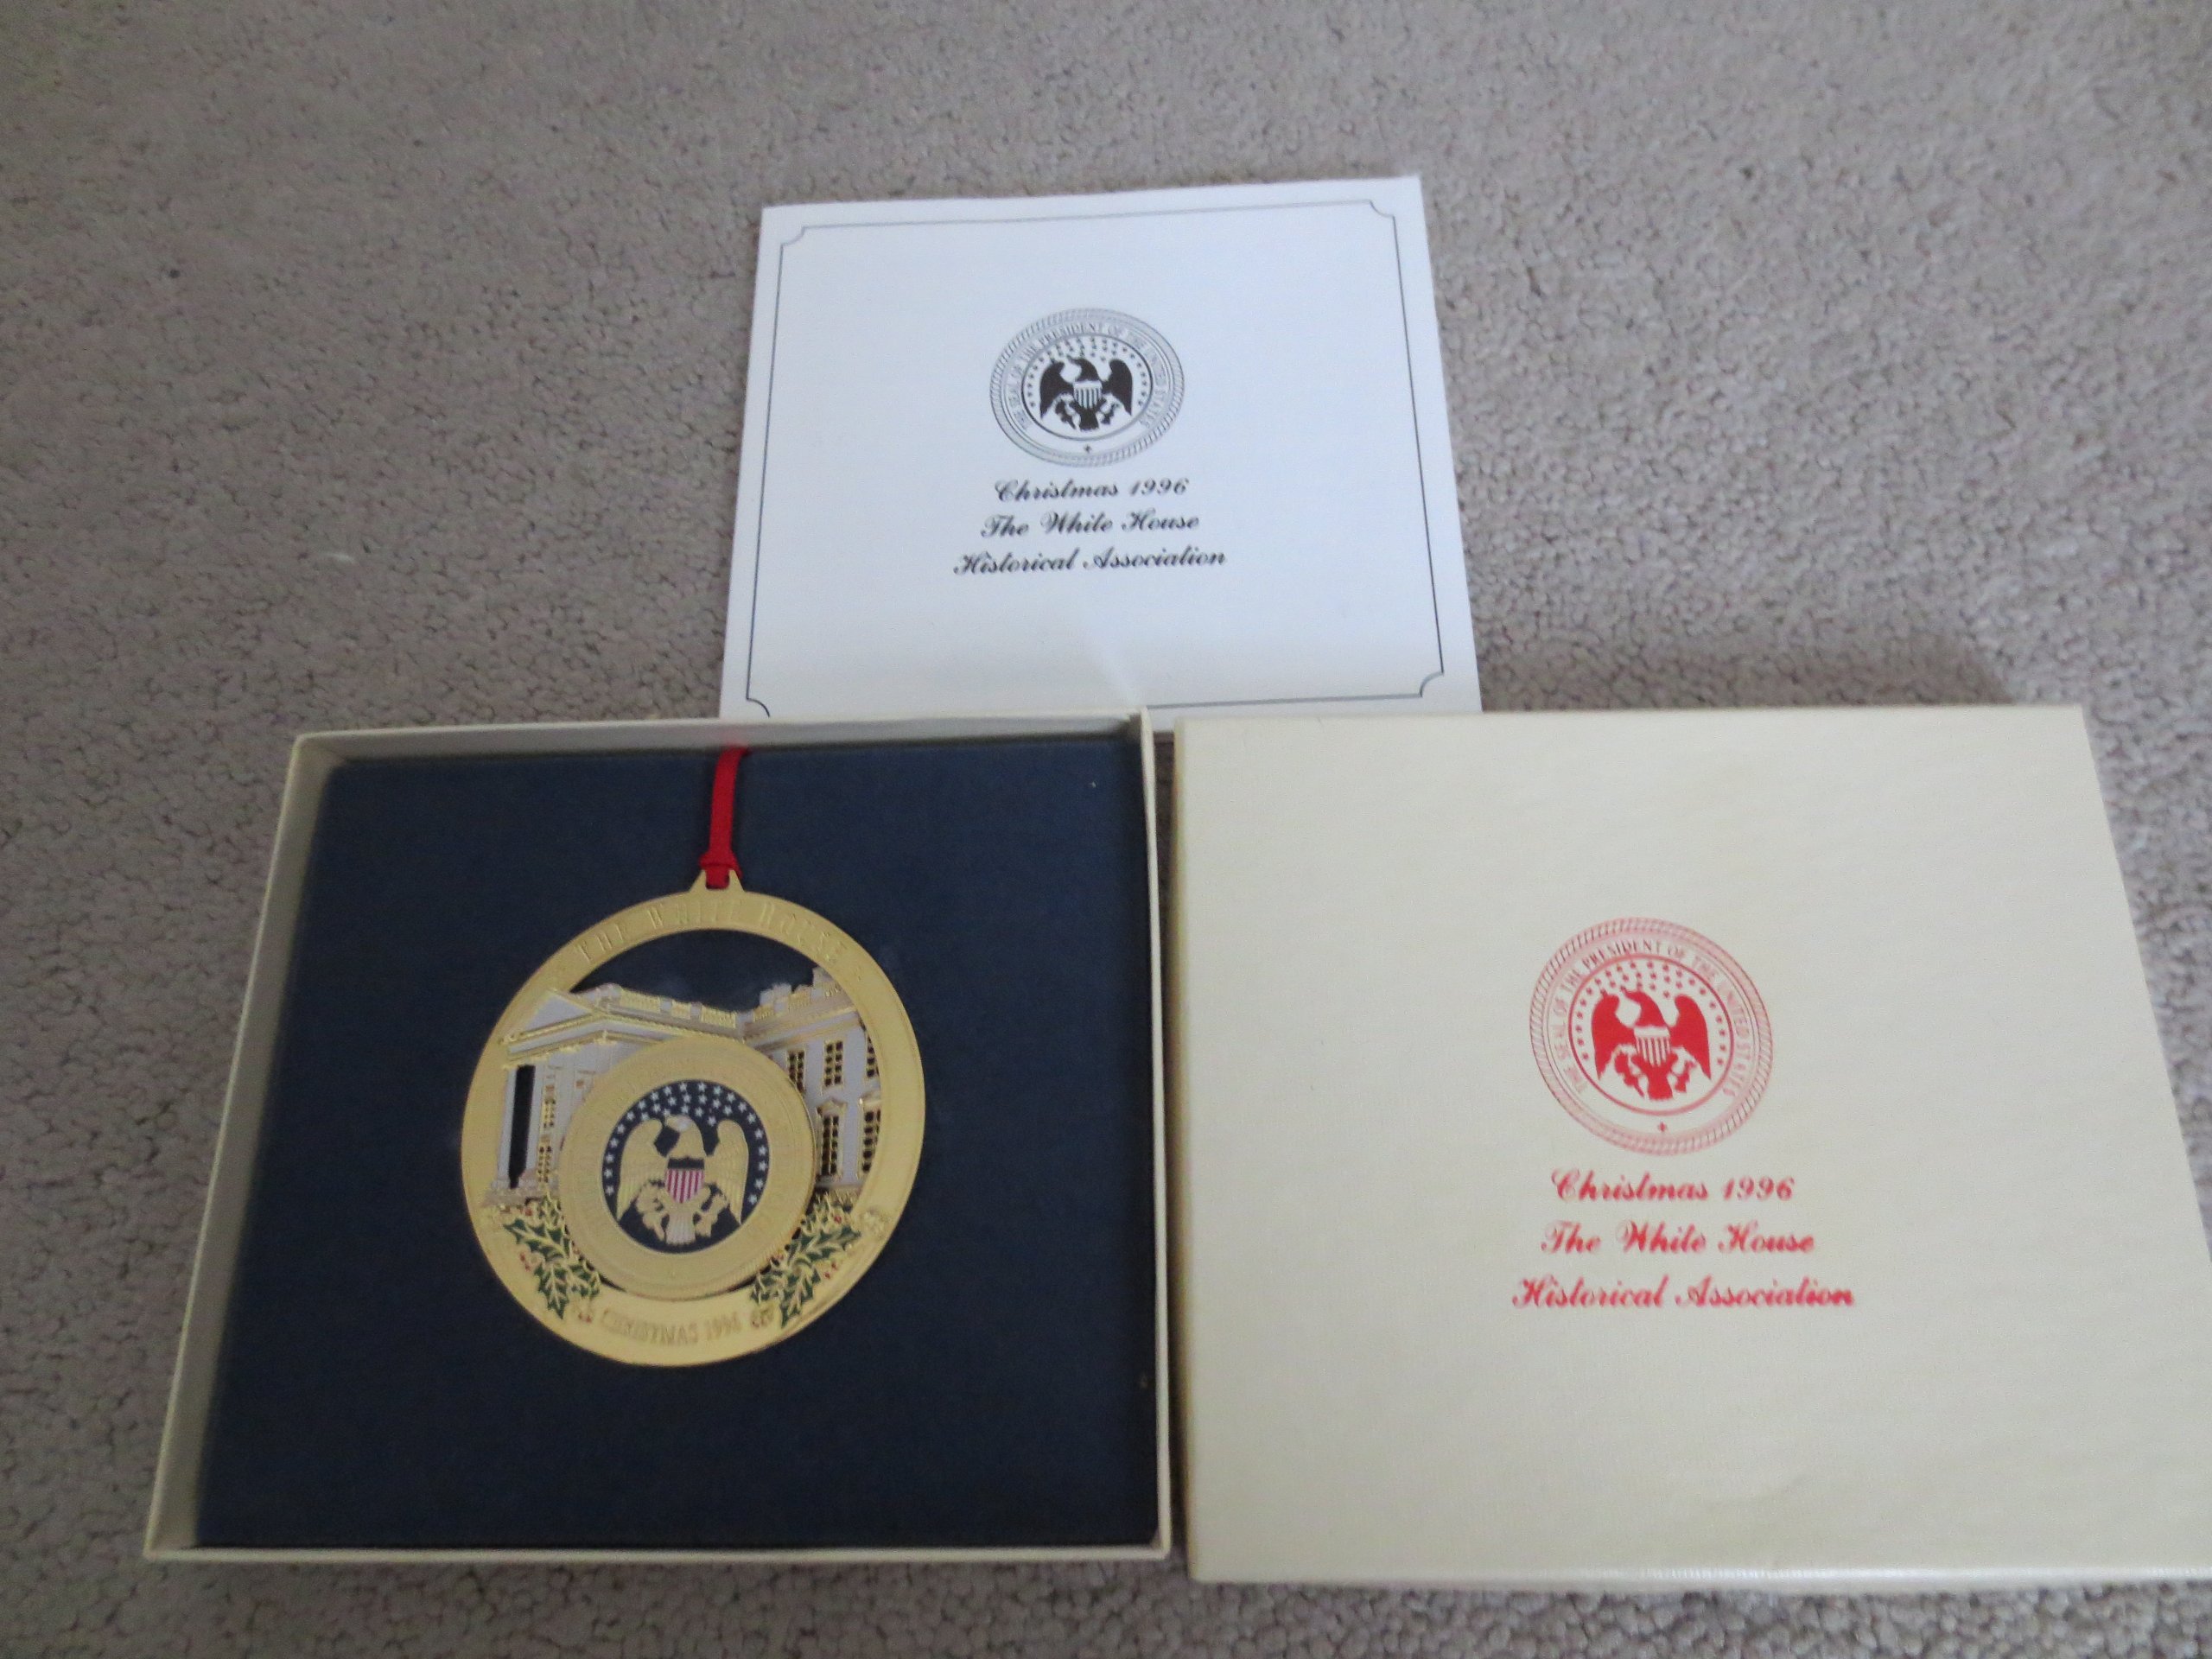 THE SEAL OF THE PRESIDENT OF THE UNITED STATES
Christmas 1996
The White House
Historical Association
THE WHITE HOUSE
CHRISTMAS 1996
THE SEAL OF THE PRESIDENT OF THE UNITED STATES
Christmas 1996
The White House
Historical Association